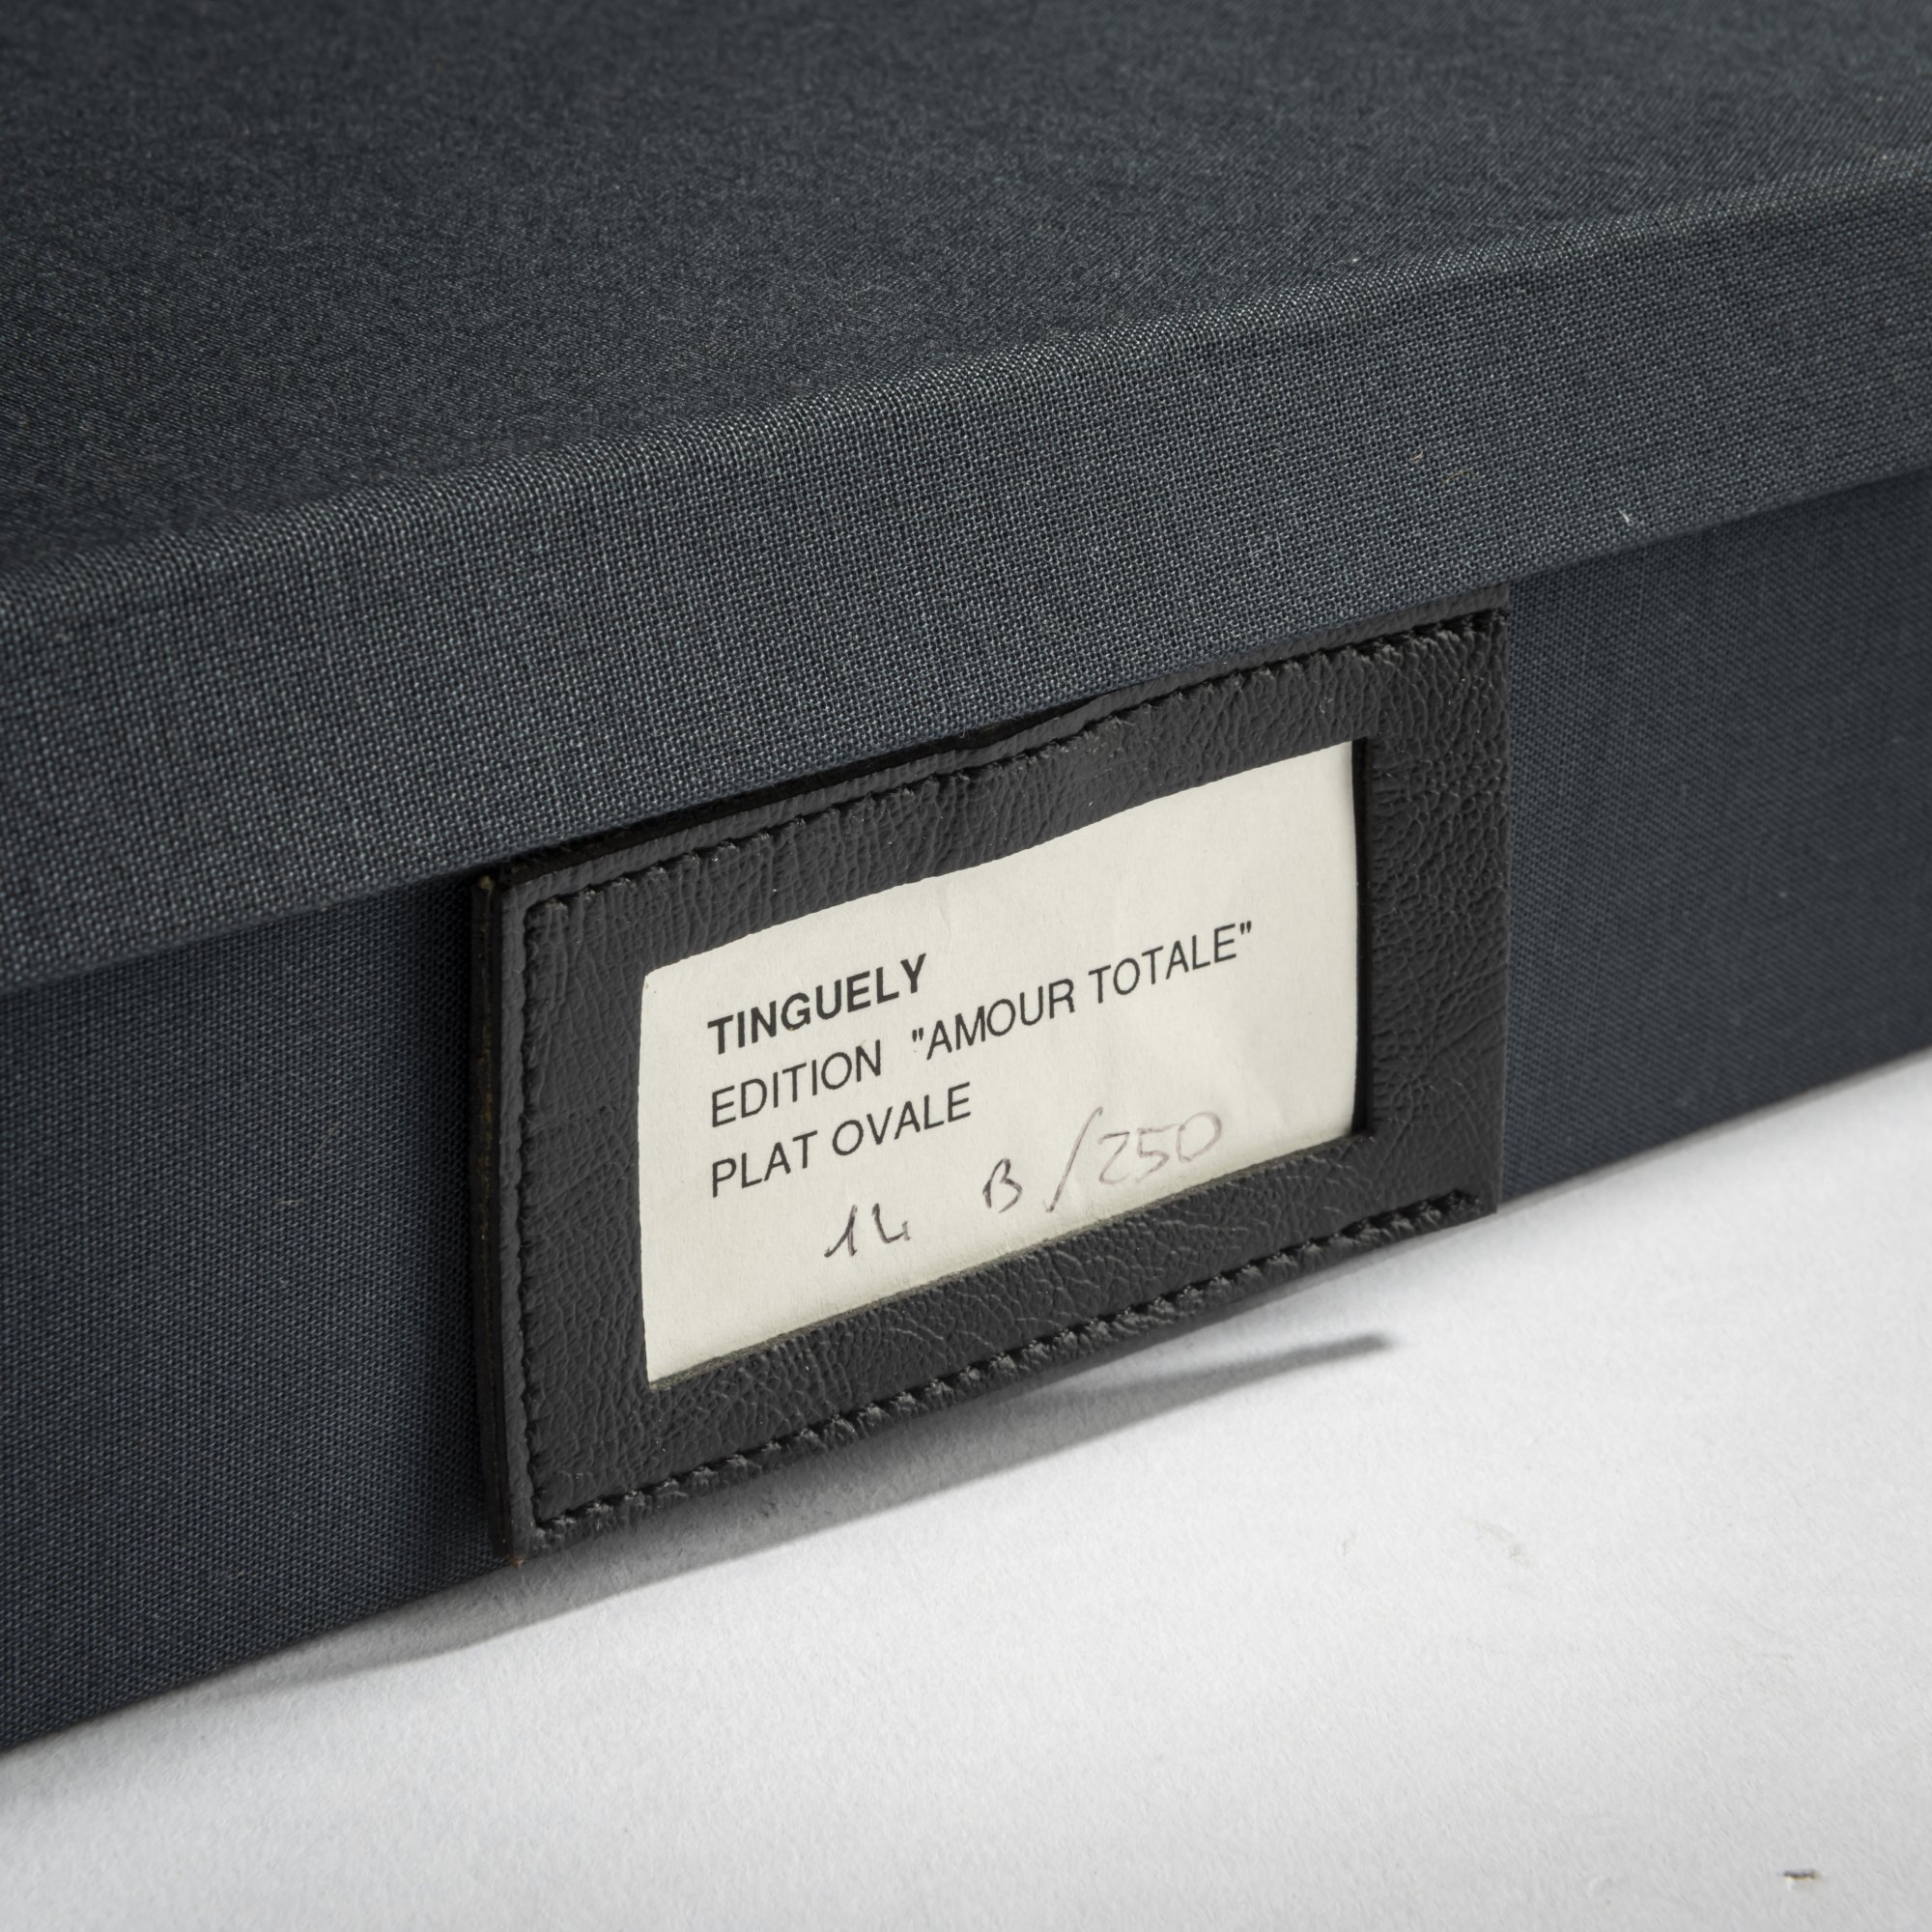 TINGUELY
EDITION "AMOUR TOTALE"
PLAT OVALE
14 B/250